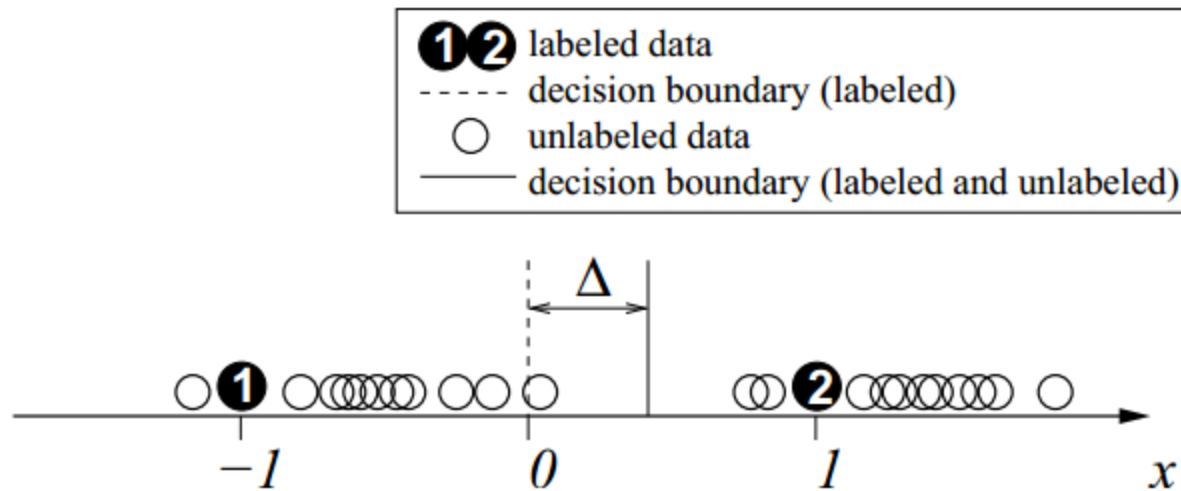 1 2 labeled data
decision boundary (labeled)
unlabeled data
decision boundary (labeled and unlabeled)
Δ
1 2
−1 0 1 x